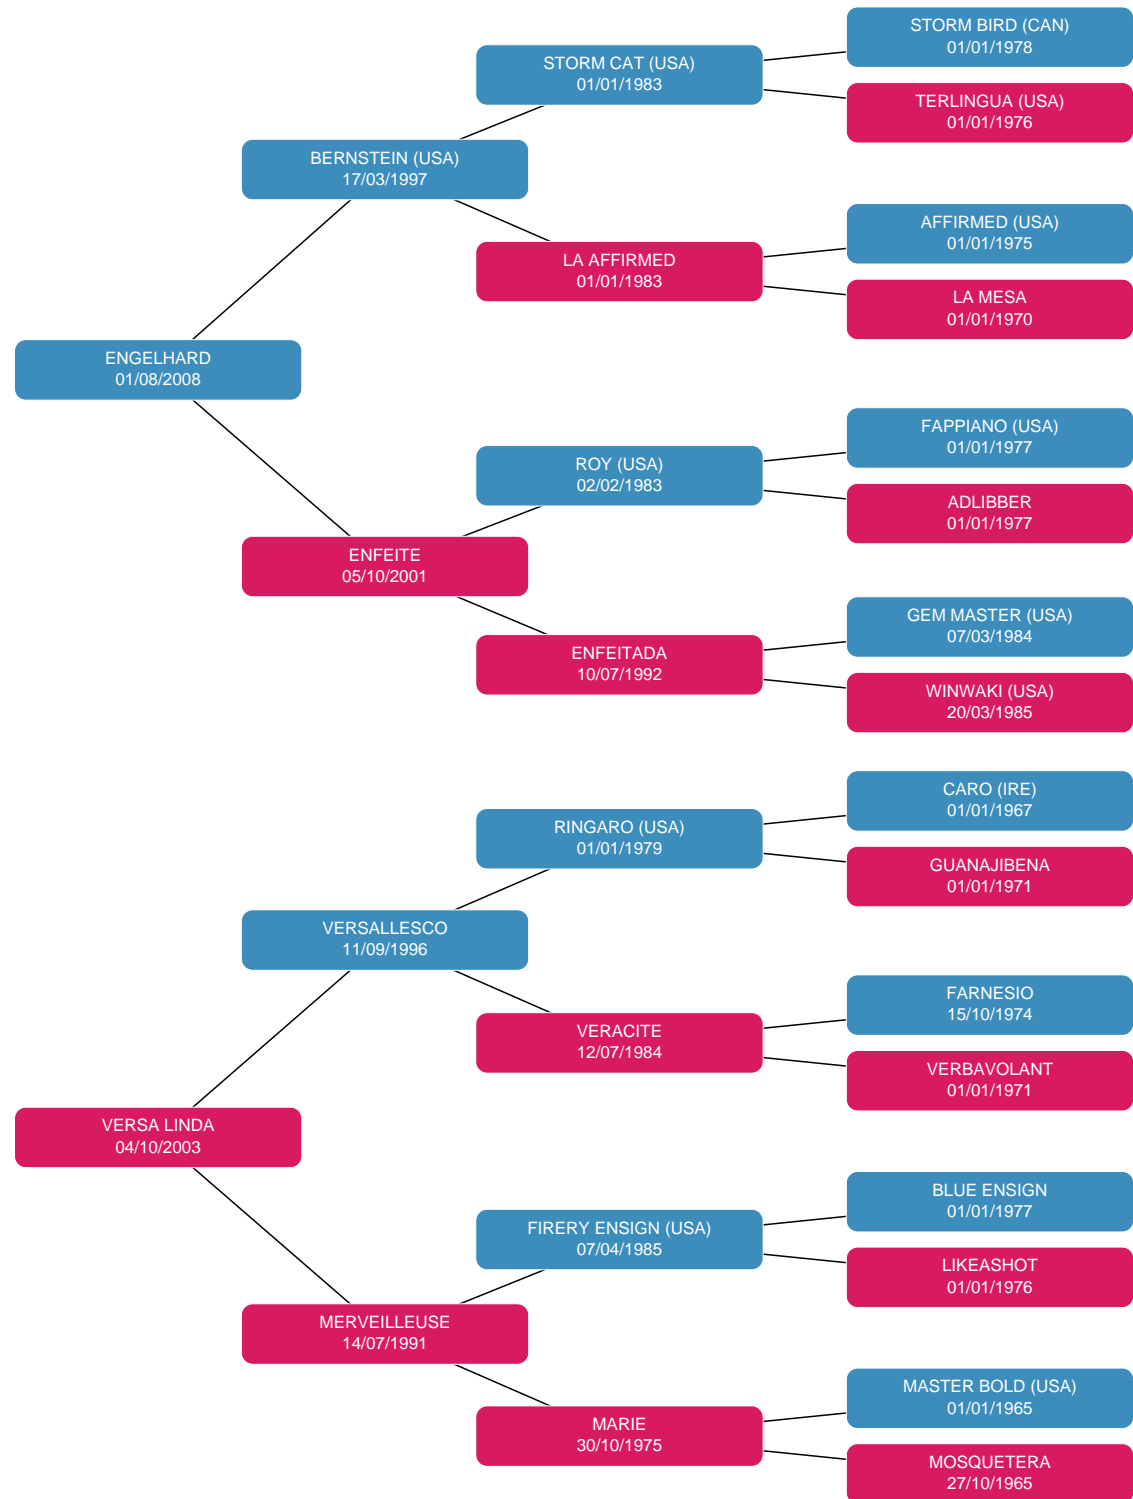 STORM BIRD (CAN)
01/01/1978
STORM CAT (USA)
01/01/1983
TERLINGUA (USA)
01/01/1976
BERNSTEIN (USA)
17/03/1997
AFFIRMED (USA)
01/01/1975
LA AFFIRMED
01/01/1983
LA MESA
01/01/1970
ENGELHARD
01/08/2008
FAPPIANO (USA)
01/01/1977
ROY (USA)
02/02/1983
ADLIBBER
01/01/1977
ENFEITE
05/10/2001
GEM MASTER (USA)
07/03/1984
ENFEITADA
10/07/1992
WINWAKI (USA)
20/03/1985
CARO (IRE)
01/01/1967
RINGARO (USA)
01/01/1979
GUANAJIBENA
01/01/1971
VERSALLESCO
11/09/1996
FARNESIO
15/10/1974
VERACITE
12/07/1984
VERBAVOLANT
01/01/1971
VERSA LINDA
04/10/2003
BLUE ENSIGN
01/01/1977
FIRERY ENSIGN (USA)
07/04/1985
LIKEASHOT
01/01/1976
MERVEILLEUSE
14/07/1991
MASTER BOLD (USA)
01/01/1965
MARIE
30/10/1975
MOSQUETERA
27/10/1965